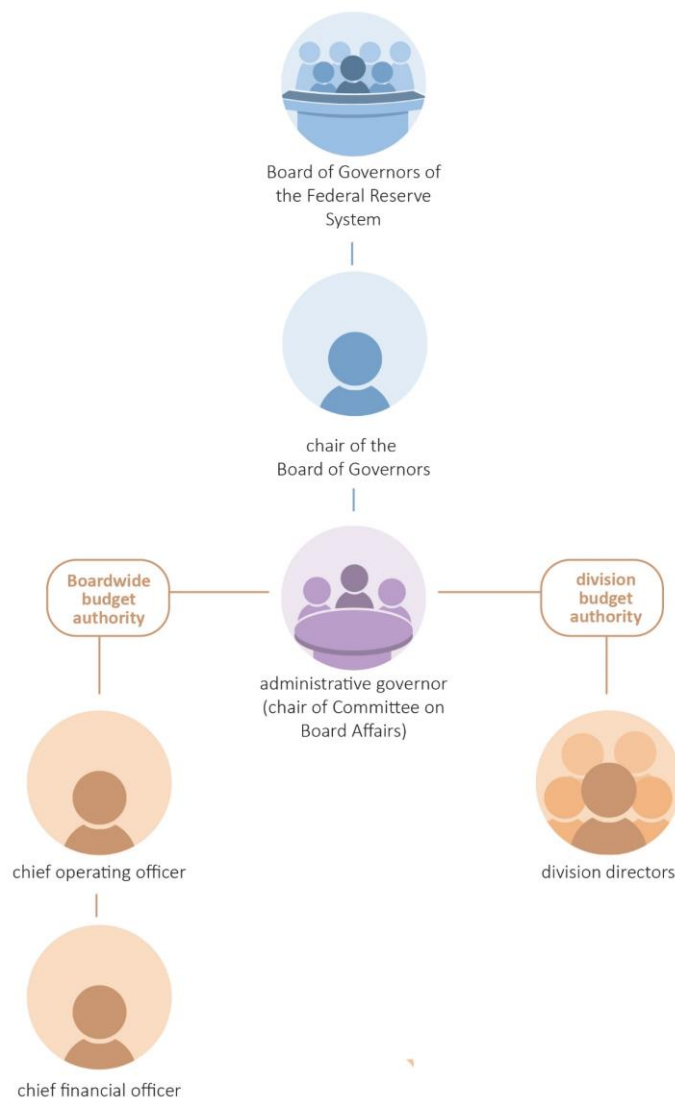 Board of Governors of
the Federal Reserve
System
chair of the
Board of Governors
Boardwide
budget
authority
division
budget
authority
administrative governor
(chair of Committee on
Board Affairs)
chief operating officer
division directors
chief financial officer